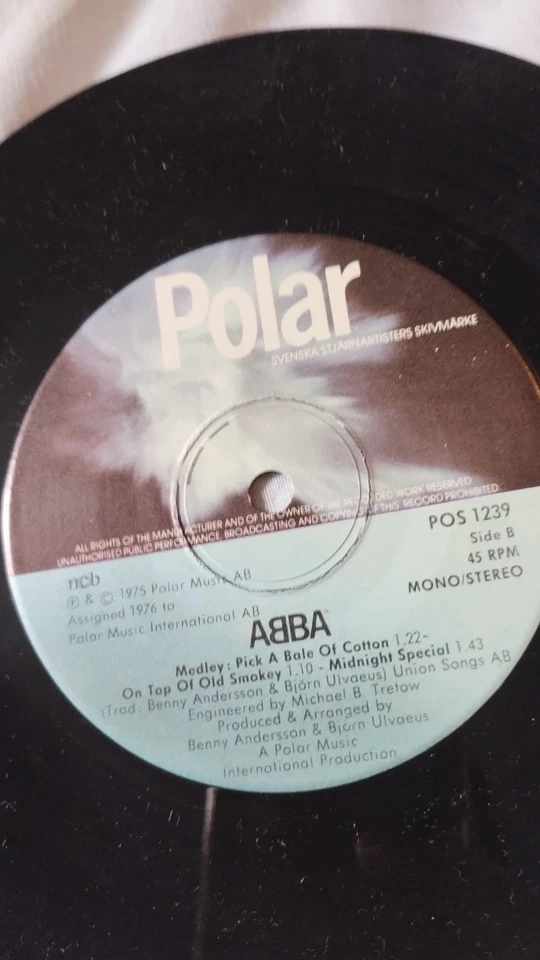 Polar
SVENSKA STJÄRNARTISTERS SKIVMÄRKE
ALL RIGHTS OF THE MANUFACTURER AND OF THE OWNER OF THE RECORDED WORK RESERVED
UNAUTHORISED PUBLIC PERFORMANCE, BROADCASTING AND COPYING OF THIS RECORD PROHIBITED.
POS 1239
Side B
45 RPM
MONO/STEREO
ncb
Ⓟ & © 1975 Polar Music AB
Assigned 1976 to
Polar Music International AB
ABBA
Medley: Pick A Bale Of Cotton 1.22-
On Top Of Old Smokey 1.10 - Midnight Special 1.43
(Trad: Benny Andersson & Björn Ulvaeus) Union Songs AB
Engineered by Michael B. Tretow
Produced & Arranged by
Benny Andersson & Björn Ulvaeus
A Polar Music
International Production